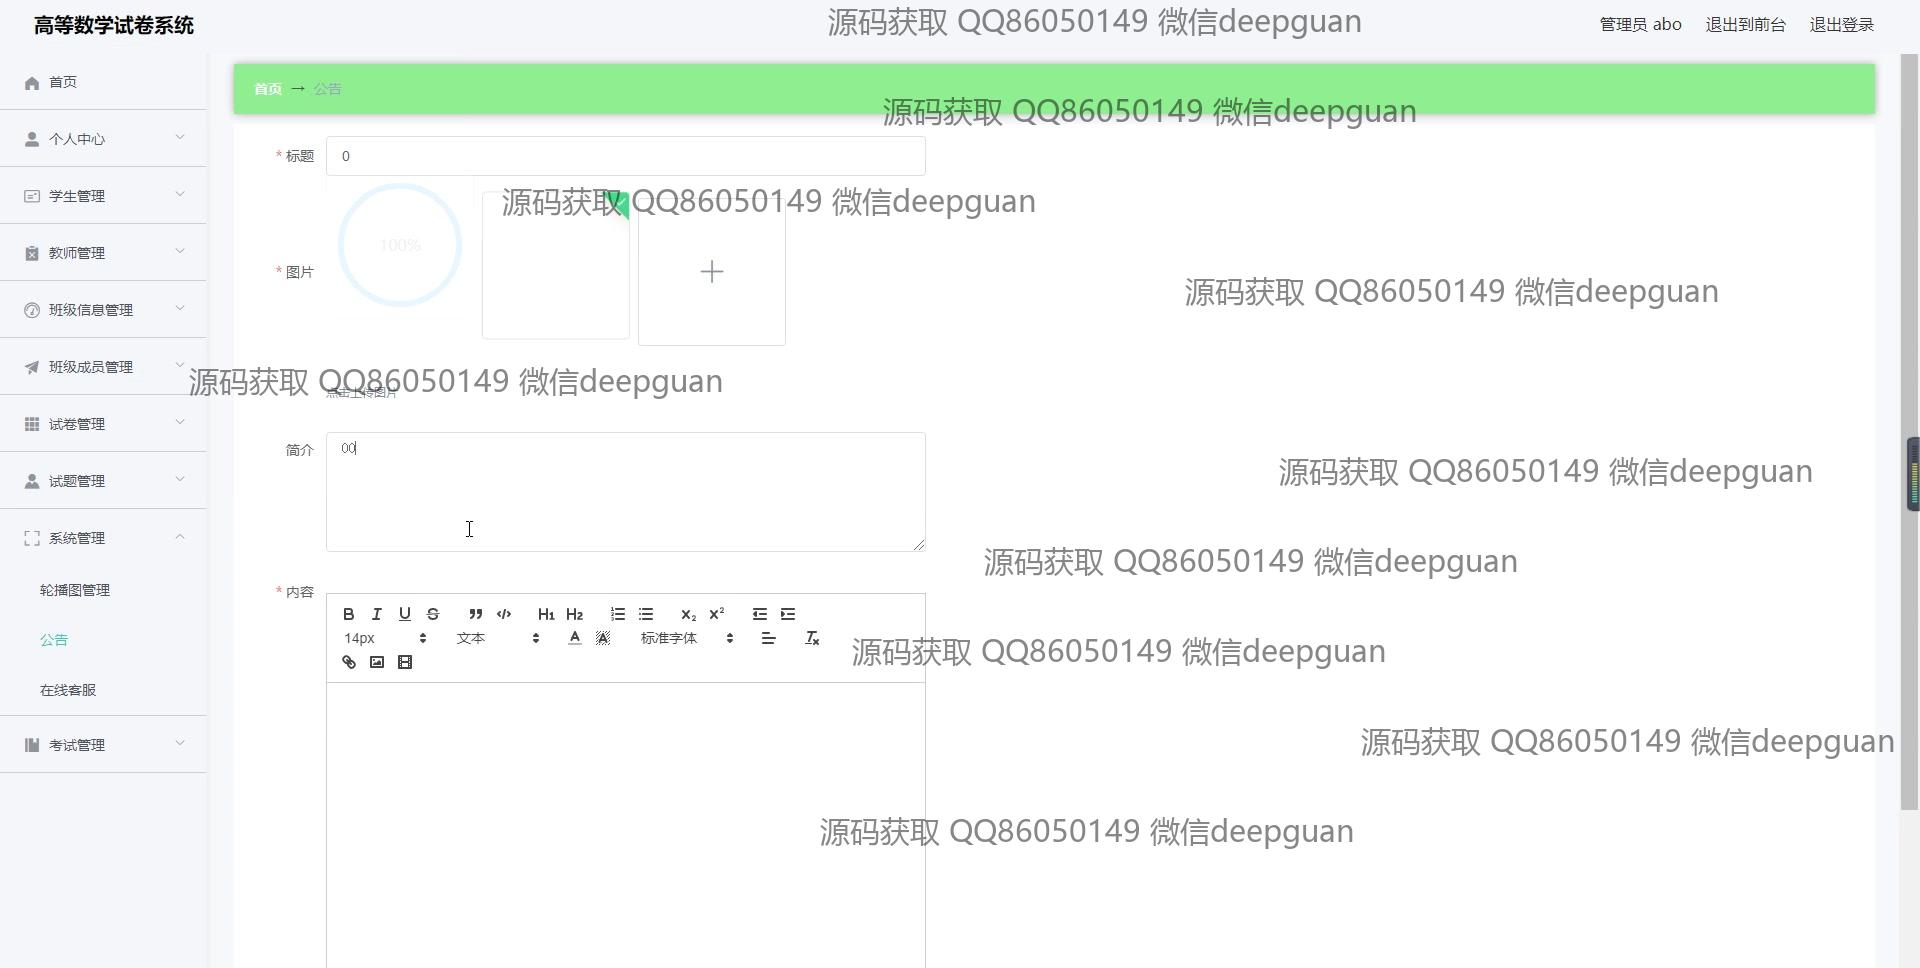 高等数学试卷系统
源码获取 QQ86050149 微信deepguan
管理员 abo 退出到前台 退出登录
首页
首页 → 公告
源码获取 QQ86050149 微信deepguan
个人中心
* 标题 0
学生管理
源码获取 QQ86050149 微信deepguan
100%
教师管理
* 图片
源码获取 QQ86050149 微信deepguan
班级信息管理
班级成员管理
源码获取 QQ86050149 微信deepguan
点击上传图片
试卷管理
简介 00
源码获取 QQ86050149 微信deepguan
试题管理
系统管理
源码获取 QQ86050149 微信deepguan
轮播图管理
* 内容
B I U S H1 H2 X2 X2
14px 文本 A A 标准字体 Tx
公告
源码获取 QQ86050149 微信deepguan
在线客服
考试管理
源码获取 QQ86050149 微信deepguan
源码获取 QQ86050149 微信deepguan